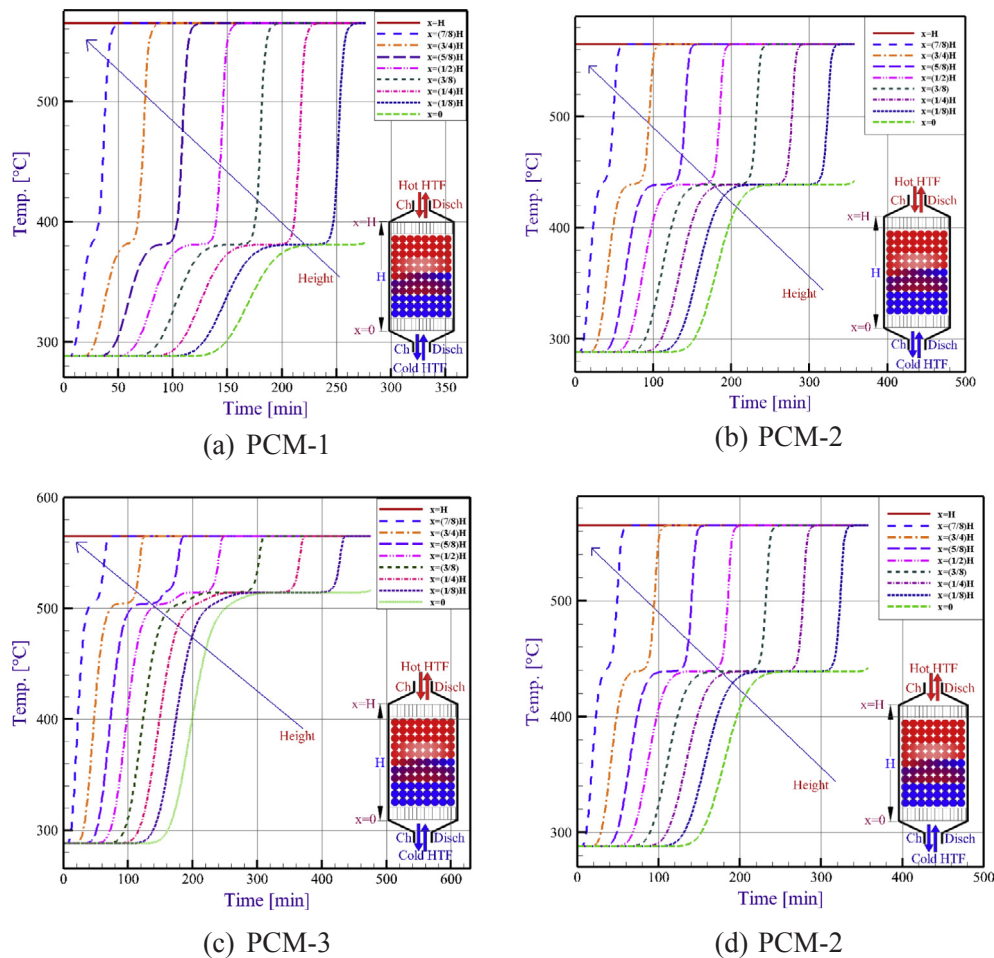 x=H
x=(7/8)H
x=(3/4)H
x=(5/8)H
x=(1/2)H
x=(3/8)
x=(1/4)H
x=(1/8)H
x=0
Temp. [°C]
500
400
300
Height
Hot HTF
Ch Disch
x=H
H
x=0
Ch Disch
Cold HTF
0 50 100 150 200 250 300 350
Time [min]
(a) PCM-1
x=H
x=(7/8)H
x=(3/4)H
x=(5/8)H
x=(1/2)H
x=(3/8)
x=(1/4)H
x=(1/8)H
x=0
Temp. [°C]
500
400
300
Height
Hot HTF
Ch Disch
x=H
H
x=0
Ch Disch
Cold HTF
0 100 200 300 400 500
Time [min]
(b) PCM-2
x=H
x=(7/8)H
x=(3/4)H
x=(5/8)H
x=(1/2)H
x=(3/8)H
x=(1/4)H
x=(1/8)H
x=0
Temp. [°C]
600
500
400
300
Height
Hot HTF
Ch Disch
x=H
H
x=0
Ch Disch
Cold HTF
0 100 200 300 400 500 600
Time [min]
(c) PCM-3
x=H
x=(7/8)H
x=(3/4)H
x=(5/8)H
x=(1/2)H
x=(3/8)
x=(1/4)H
x=(1/8)H
x=0
Temp. [°C]
500
400
300
Height
Hot HTF
Ch Disch
x=H
H
x=0
Ch Disch
Cold HTF
0 100 200 300 400 500
Time [min]
(d) PCM-2